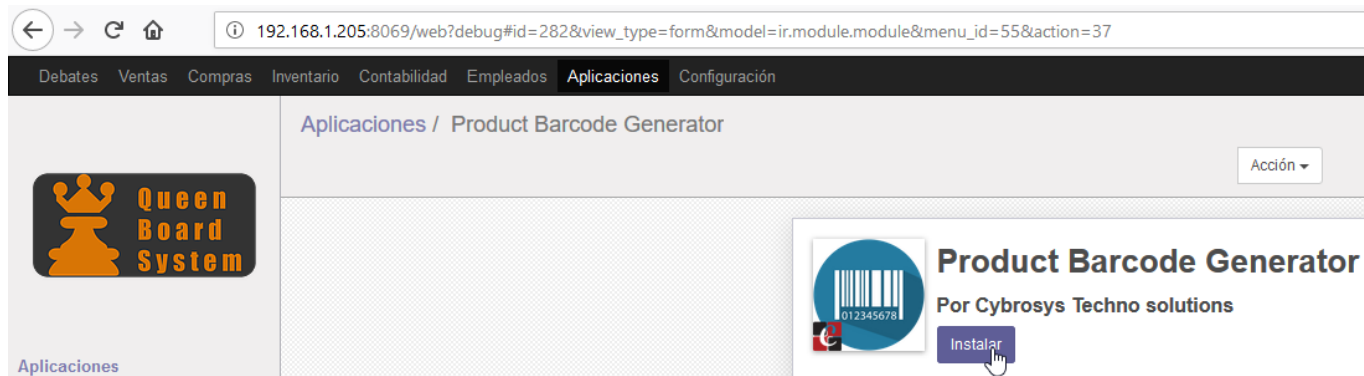 192.168.1.205:8069/web?debug#id=282&view_type=form&model=ir.module.module&menu_id=55&action=37
Debates Ventas Compras Inventario Contabilidad Empleados Aplicaciones Configuración
Aplicaciones / Product Barcode Generator
Acción
Queen
Board
System
Product Barcode Generator
012345678
Por Cybrosys Techno solutions
Instalar
Aplicaciones